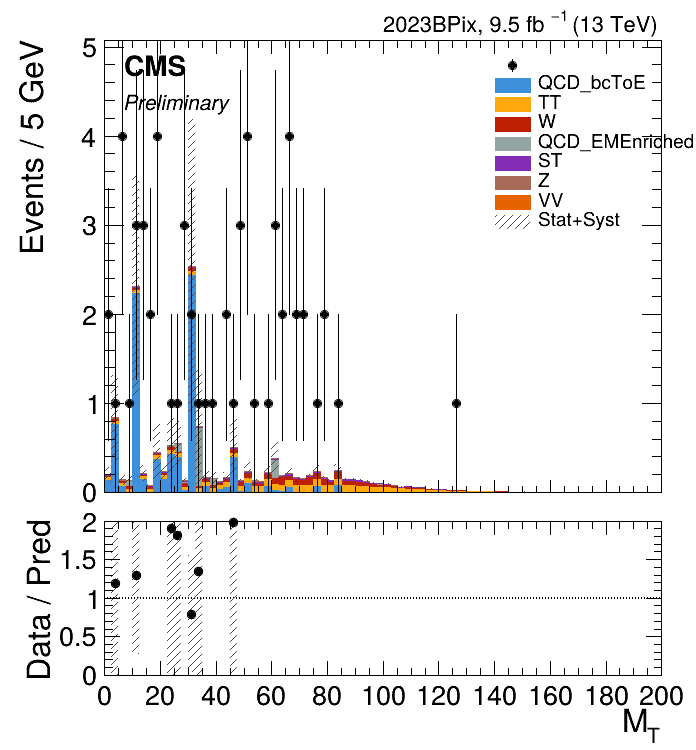 2023BPix, 9.5 fb⁻¹ (13 TeV)
CMS
Preliminary
Events / 5 GeV
5
4
3
2
1
0
QCD_bcToE
TT
W
QCD_EMEnriched
ST
Z
VV
Stat+Syst
Data / Pred
2
1.5
1
0.5
0
0 20 40 60 80 100 120 140 160 180 200
M_T